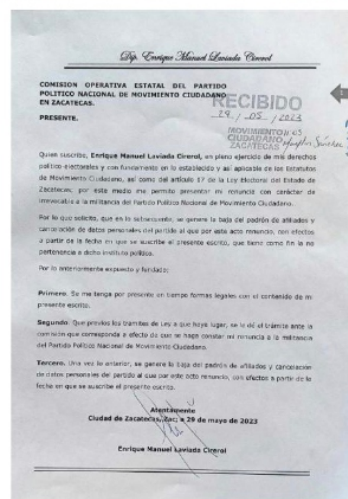 Dip. Enrique Manuel Laviada Cirerol
COMISION OPERATIVA ESTATAL DEL PARTIDO
POLITICO NACIONAL DE MOVIMIENTO CIUDADANO
EN ZACATECAS.
RECIBIDO
29 / 05 / 2023
PRESENTE.
MOVIMIENTO
CIUDADANO
ZACATECAS
Sánchez
Quien suscribe, Enrique Manuel Laviada Cirerol, en pleno ejercicio de mis derechos
político-electorales y con fundamento en lo establecido y así aplicable de los Estatutos
de Movimiento Ciudadano, así como del artículo 17 de la Ley Electoral del Estado de
Zacatecas, por este medio me permito presentar mi renuncia con carácter de
irrevocable a la militancia del Partido Político Nacional de Movimiento Ciudadano.
Por lo que solicito, que en lo subsecuente, se genere la baja del padrón de afiliados y
cancelación de datos personales del partido al que por este acto renuncio, con efectos
a partir de la fecha en que se suscribe el presente escrito, que tiene como fin la no
pertenencia a dicho instituto político.
Por lo anteriormente expuesto y fundado;
Primero. Se me tenga por presente en tiempo formas legales con el contenido de mi
presente escrito.
Segundo. Que previos los tramites de Ley a que haya lugar, se le dé el trámite ante la
comisión que corresponda a efecto de que se haga constar mi renuncia a la militancia
del Partido Político Nacional de Movimiento Ciudadano.
Tercero. Una vez lo anterior, se genere la baja del padrón de afiliados y cancelación
de datos personales del partido al que por este acto renuncio, con efectos a partir de la
fecha en que se suscribe el presente escrito.
Atentamente
Ciudad de Zacatecas, Zac; a 29 de mayo de 2023
Enrique Manuel Laviada Cirerol